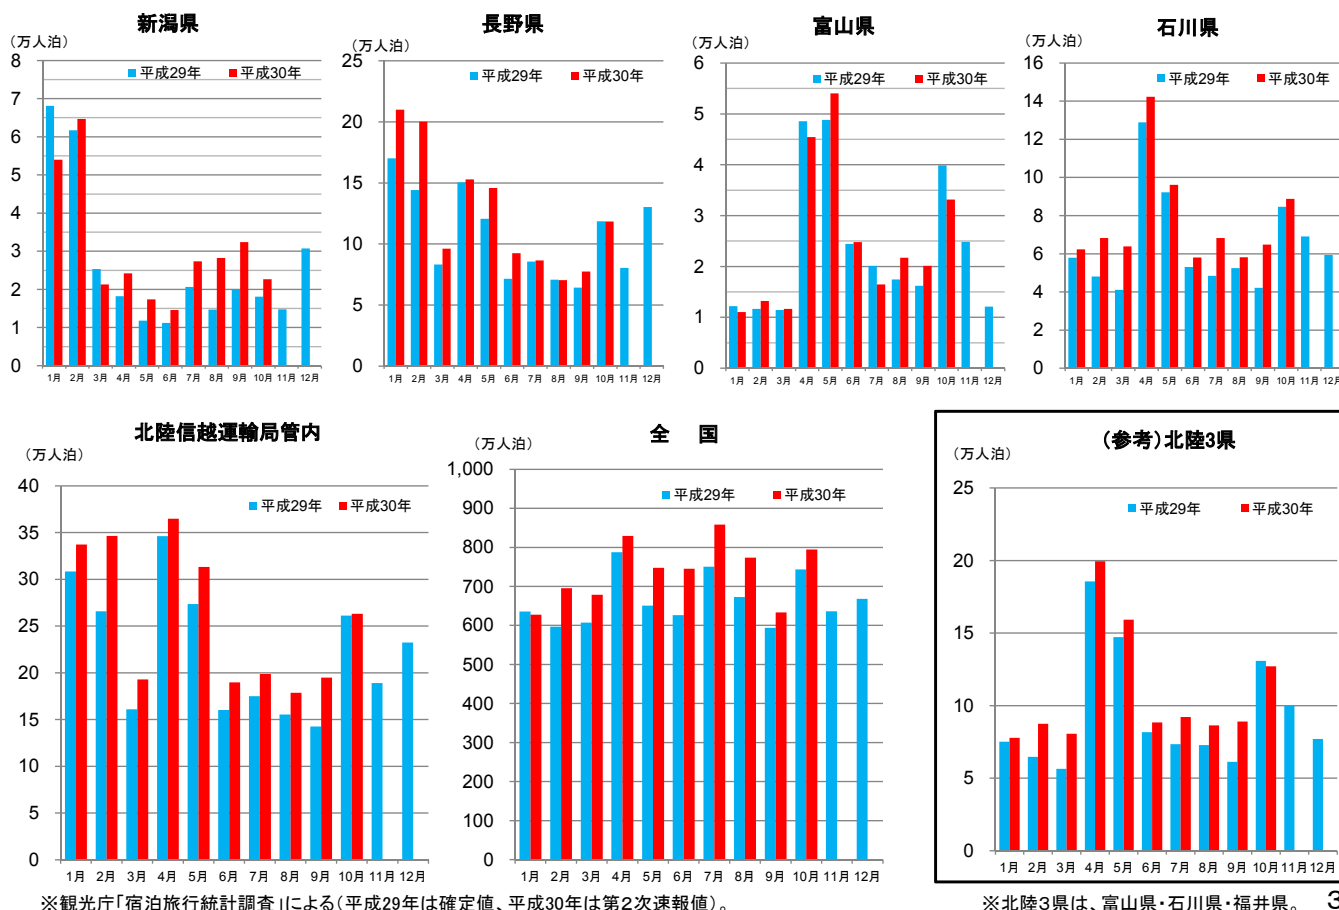 新潟県
（万人泊）
平成29年 平成30年
8
7
6
5
4
3
2
1
0
1月 2月 3月 4月 5月 6月 7月 8月 9月 10月 11月 12月
長野県
（万人泊）
平成29年 平成30年
25
20
15
10
5
0
1月 2月 3月 4月 5月 6月 7月 8月 9月 10月 11月 12月
富山県
（万人泊）
平成29年 平成30年
6
5
4
3
2
1
0
1月 2月 3月 4月 5月 6月 7月 8月 9月 10月 11月 12月
石川県
（万人泊）
平成29年 平成30年
16
14
12
10
8
6
4
2
0
1月 2月 3月 4月 5月 6月 7月 8月 9月 10月 11月 12月
北陸信越運輸局管内
（万人泊）
平成29年 平成30年
40
35
30
25
20
15
10
5
0
1月 2月 3月 4月 5月 6月 7月 8月 9月 10月 11月 12月
全 国
（万人泊）
平成29年 平成30年
1,000
900
800
700
600
500
400
300
200
100
0
1月 2月 3月 4月 5月 6月 7月 8月 9月 10月 11月 12月
（参考）北陸3県
（万人泊）
平成29年 平成30年
25
20
15
10
5
0
1月 2月 3月 4月 5月 6月 7月 8月 9月 10月 11月 12月
※観光庁「宿泊旅行統計調査」による（平成29年は確定値、平成30年は第2次速報値）。
※北陸3県は、富山県・石川県・福井県。
3